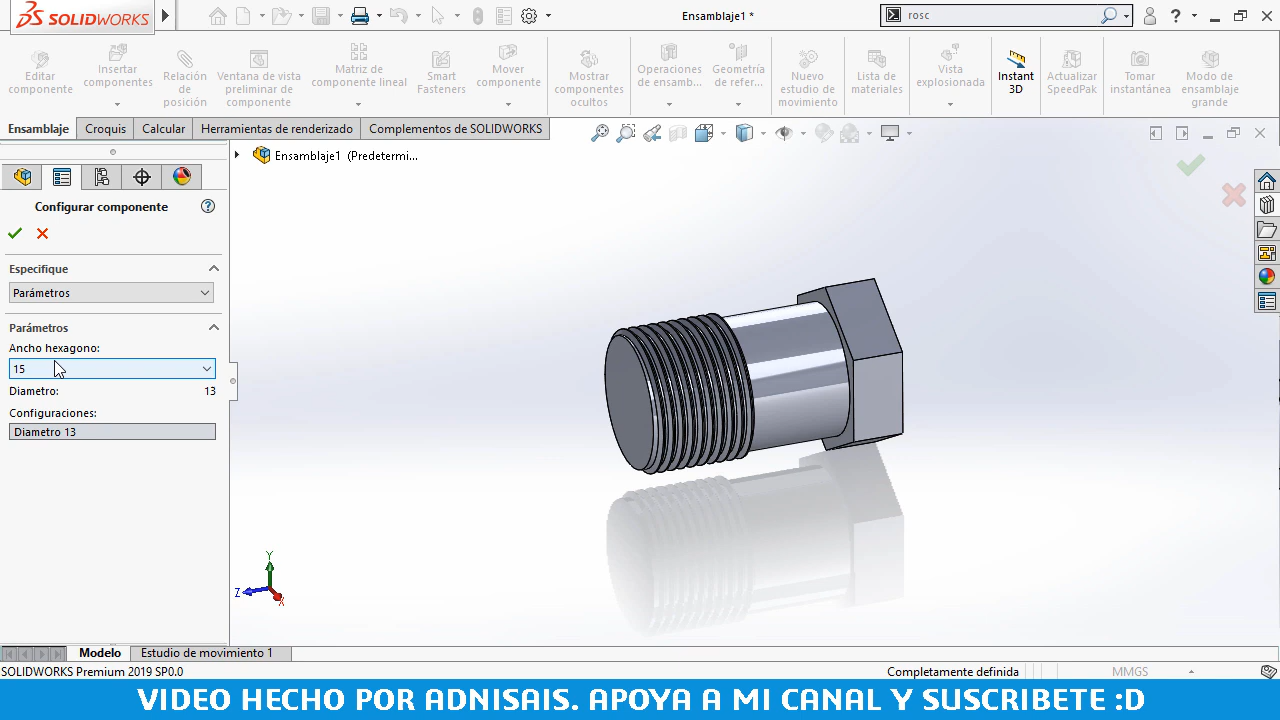 SOLIDWORKS
Ensamblaje1 *
rosc
Editar componente
Insertar componentes
Relación de posición
Ventana de vista preliminar de componente
Matriz de componente lineal
Smart Fasteners
Mover componente
Mostrar componentes ocultos
Operaciones de ensamb...
Geometría de refer...
Nuevo estudio de movimiento
Lista de materiales
Vista explosionada
Instant 3D
Actualizar SpeedPak
Tomar instantánea
Modo de ensamblaje grande
Ensamblaje
Croquis
Calcular
Herramientas de renderizado
Complementos de SOLIDWORKS
Ensamblaje1 (Predetermi...
Configurar componente
Especifique
Parámetros
Parámetros
Ancho hexagono:
15
Diametro: 13
Configuraciones:
Diametro 13
Y
Z
X
Modelo
Estudio de movimiento 1
SOLIDWORKS Premium 2019 SP0.0
Completamente definida
MMGS
VIDEO HECHO POR ADNISAIS. APOYA A MI CANAL Y SUSCRIBETE :D